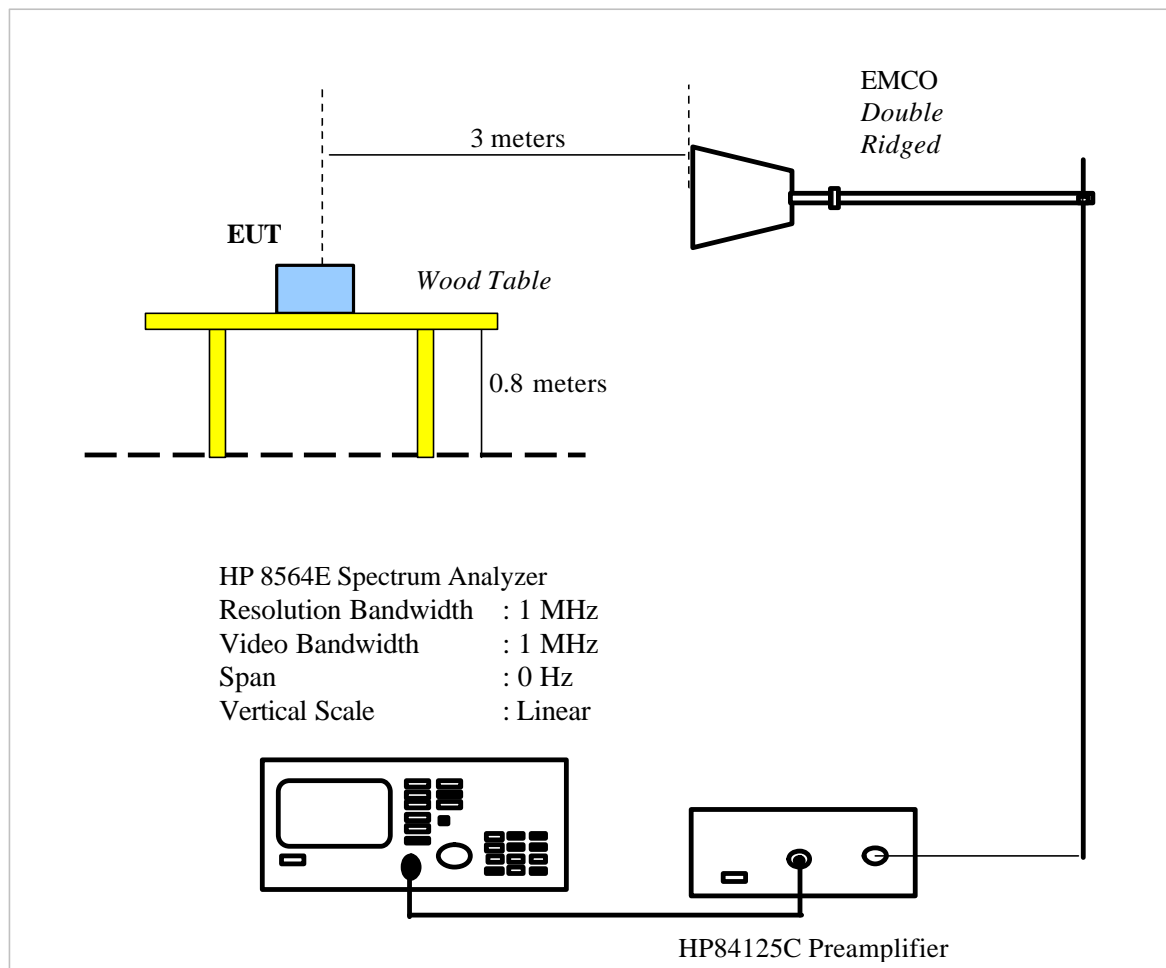 EMCO
Double
Ridged
3 meters
EUT
Wood Table
0.8 meters
HP 8564E Spectrum Analyzer
Resolution Bandwidth : 1 MHz
Video Bandwidth : 1 MHz
Span : 0 Hz
Vertical Scale : Linear
HP84125C Preamplifier